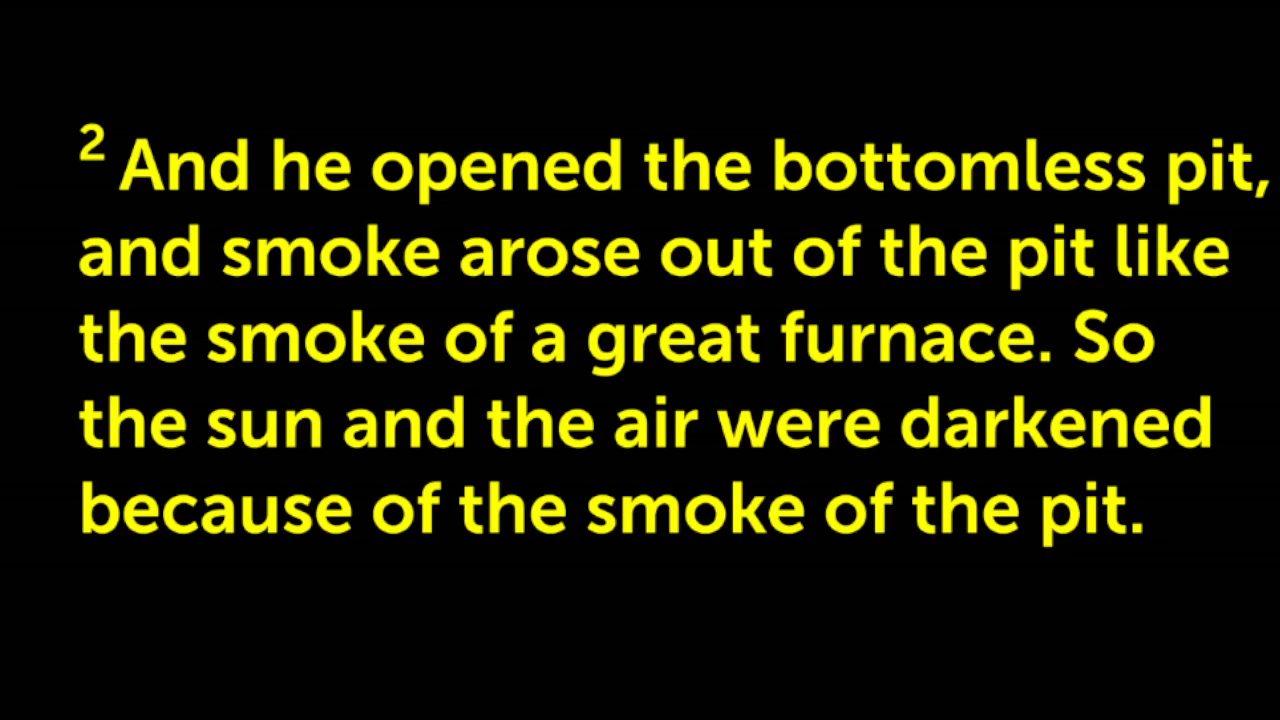 ² And he opened the bottomless pit,
and smoke arose out of the pit like
the smoke of a great furnace. So
the sun and the air were darkened
because of the smoke of the pit.